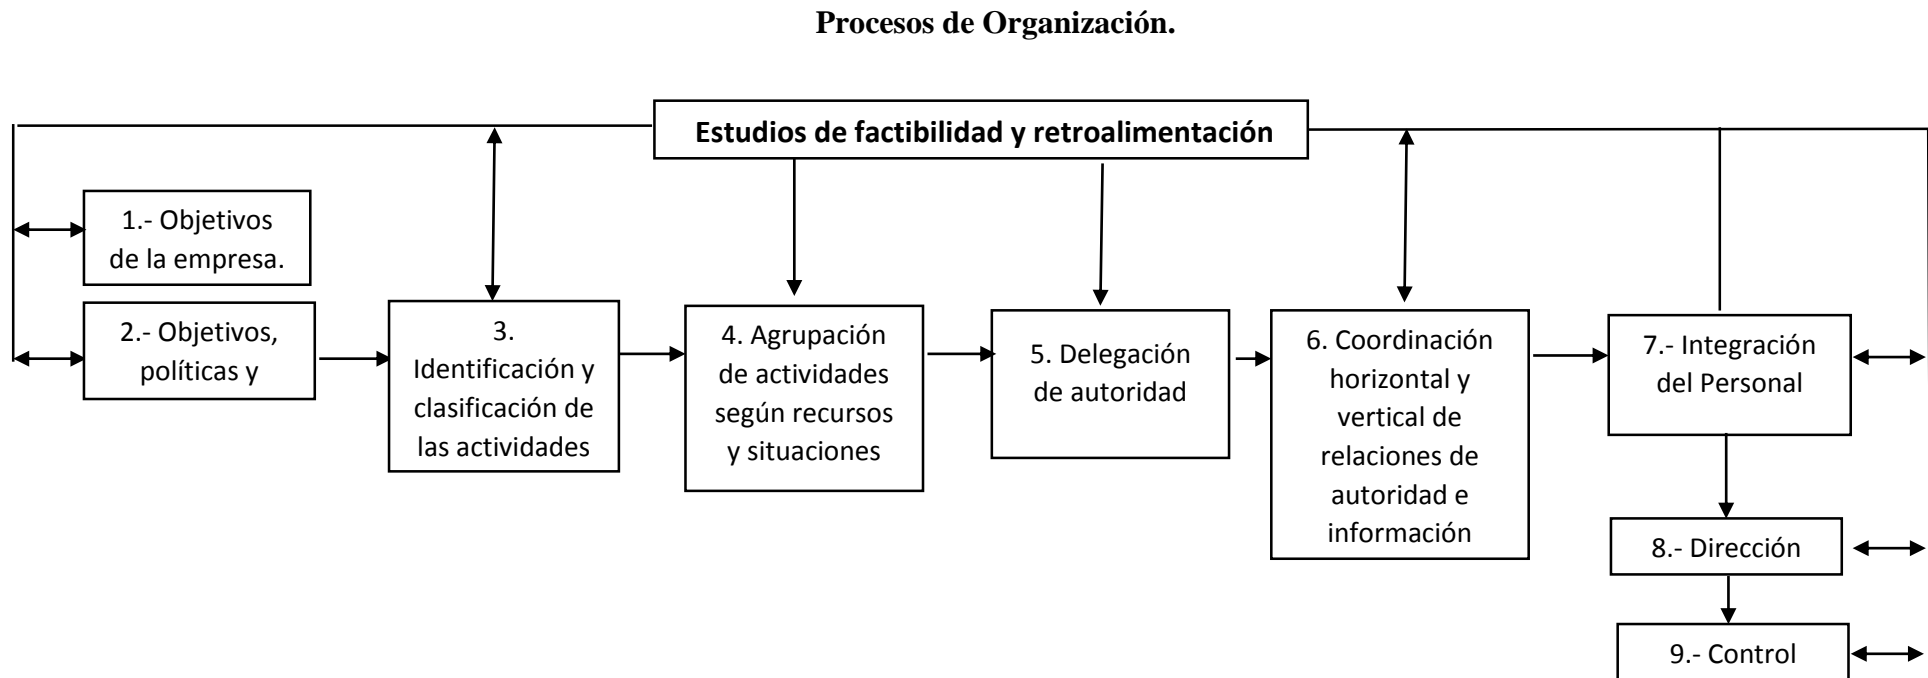 Procesos de Organización.
Estudios de factibilidad y retroalimentación
1.- Objetivos
de la empresa.
2.- Objetivos,
políticas y
3.
Identificación y
clasificación de
las actividades
4. Agrupación
de actividades
según recursos
y situaciones
5. Delegación
de autoridad
6. Coordinación
horizontal y
vertical de
relaciones de
autoridad e
información
7.- Integración
del Personal
8.- Dirección
9.- Control